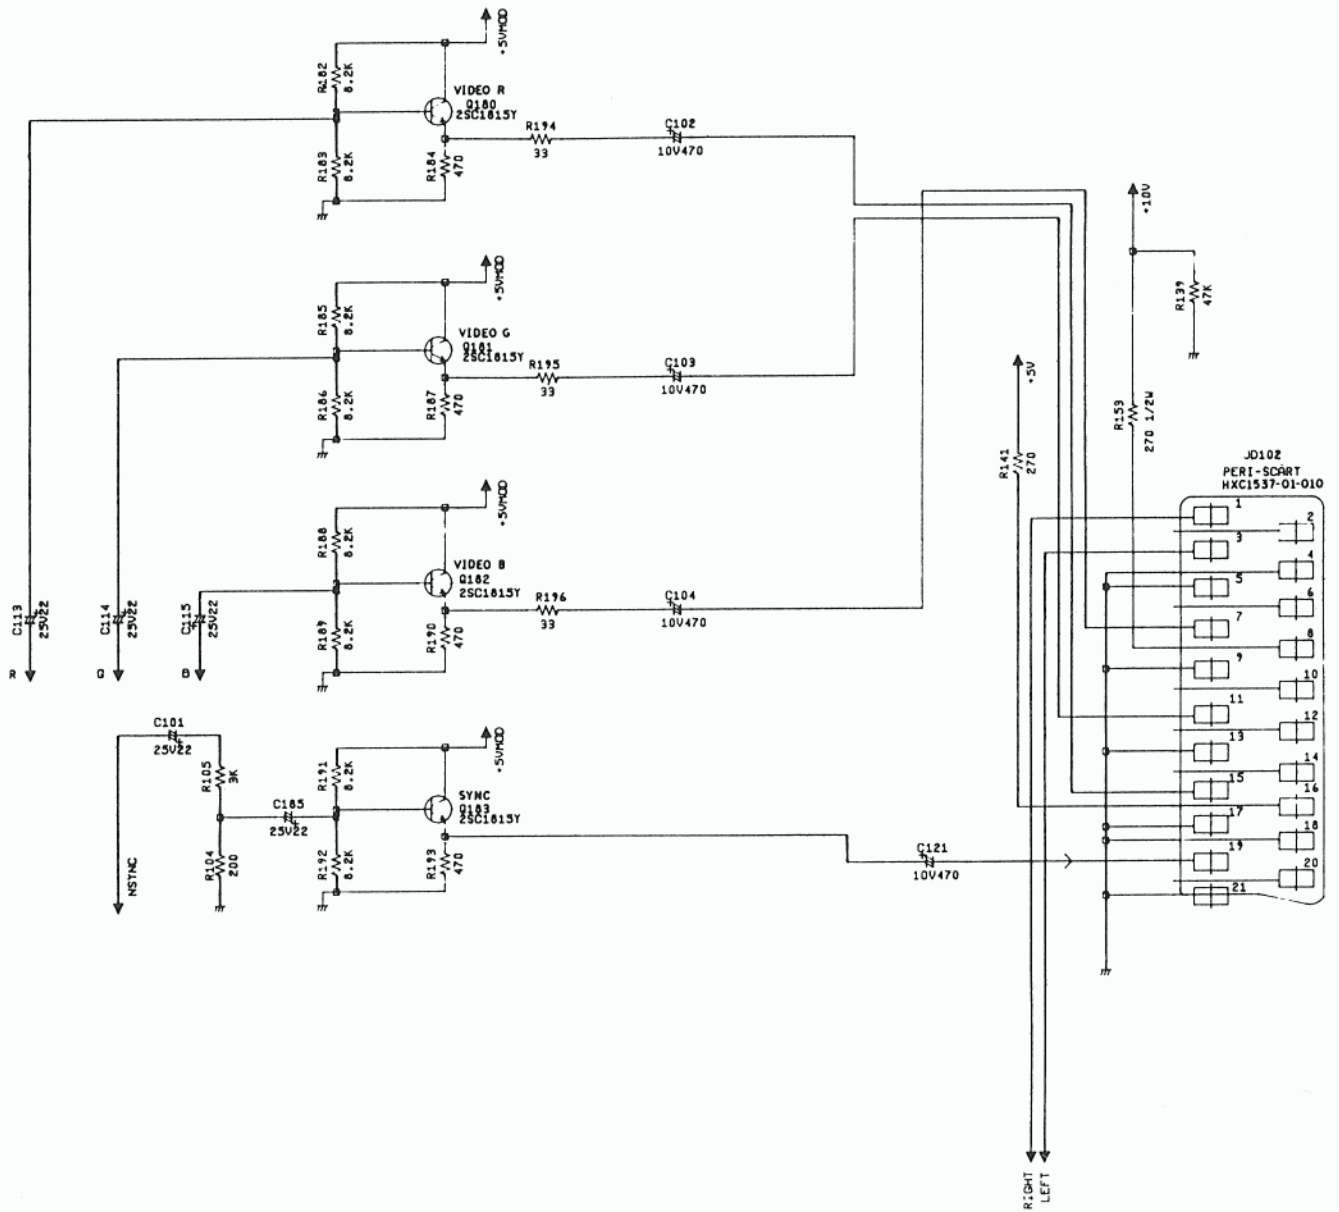 +5VMOD
R182
8.2K
VIDEO R
Q180
2SC1815Y
R183
8.2K
R184
470
R194
33
C102
10V470
+5VMOD
R185
8.2K
VIDEO G
Q181
2SC1815Y
R186
8.2K
R187
470
R195
33
C103
10V470
+10V
R139
47K
+5V
R153
270 1/2W
R141
270
+5VMOD
R188
8.2K
VIDEO B
Q182
2SC1815Y
R189
8.2K
R190
470
R196
33
C104
10V470
C113
25V22
C114
25V22
C115
25V22
R
G
B
JD102
PERI-SCART
HXC1537-01-010
1
2
3
4
5
6
7
8
9
10
11
12
13
14
15
16
17
18
19
20
21
C101
25V22
R105
3K
R104
200
C185
25V22
NSYNC
+5VMOD
R191
8.2K
SYNC
Q183
2SC1815Y
R192
8.2K
R193
470
C121
10V470
RIGHT
LEFT